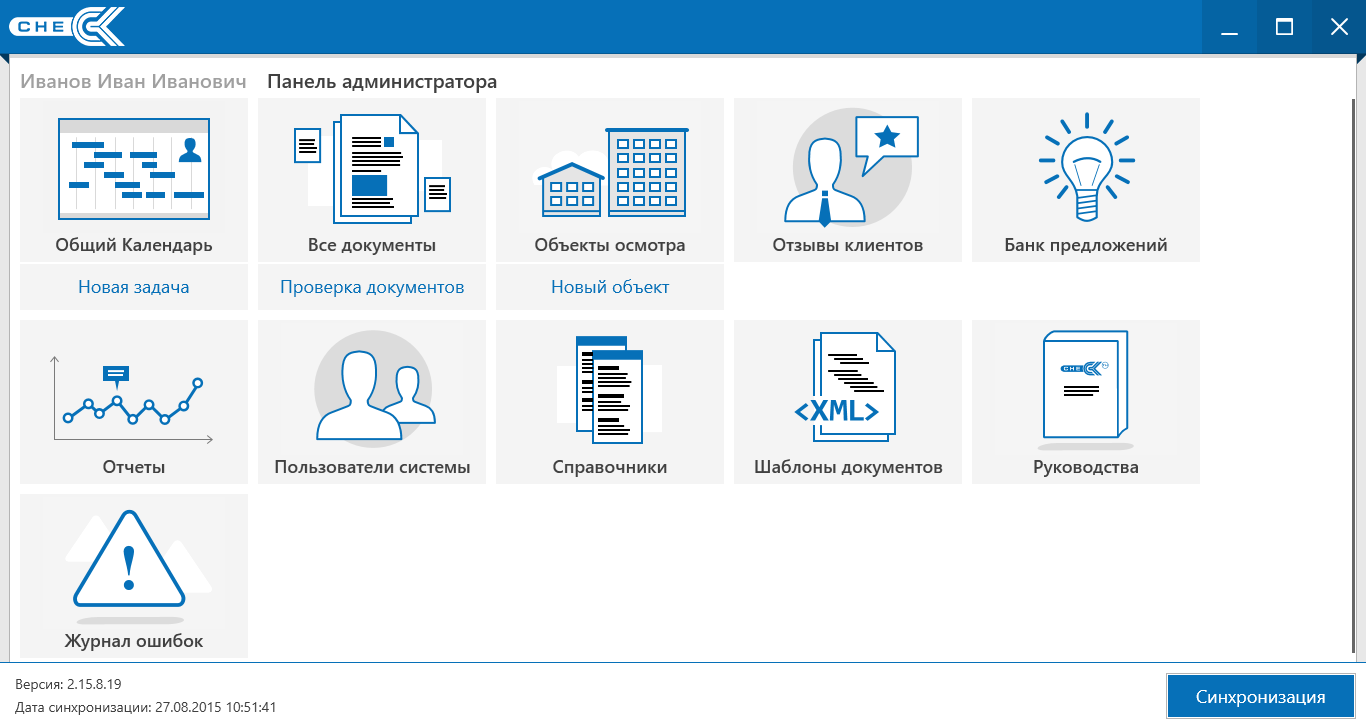 CHECK
Иванов Иван Иванович Панель администратора
Общий Календарь
Все документы
Объекты осмотра
Отзывы клиентов
Банк предложений
Новая задача
Проверка документов
Новый объект
<XML>
CHECK
Отчеты
Пользователи системы
Справочники
Шаблоны документов
Руководства
!
Журнал ошибок
Версия: 2.15.8.19
Дата синхронизации: 27.08.2015 10:51:41
Синхронизация